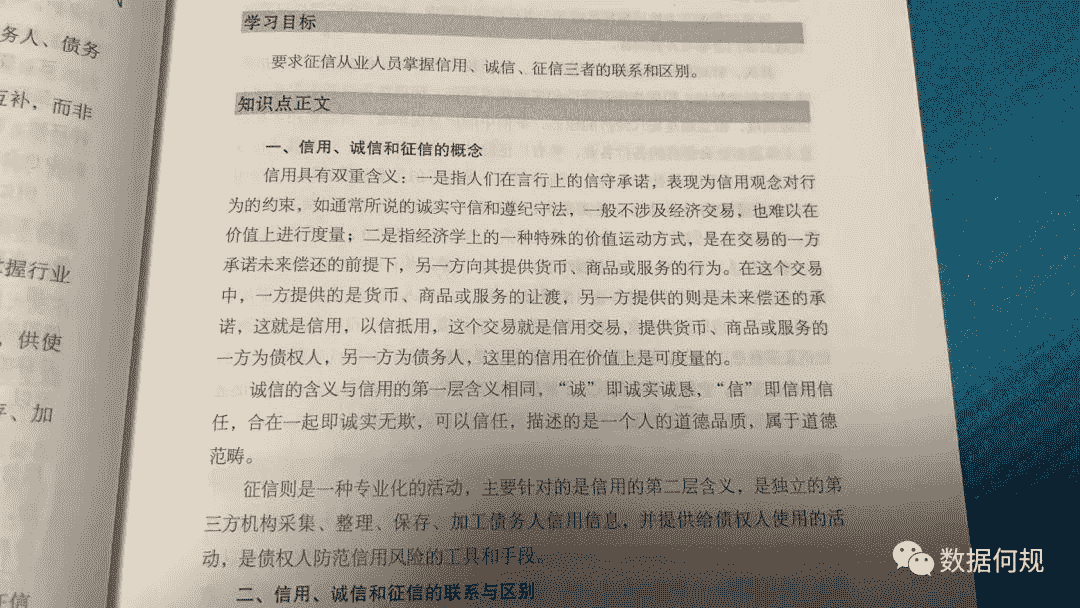 务人、债务
互补，而非
掌握行业
，供使
存、加
征信
学习目标
要求征信从业人员掌握信用、诚信、征信三者的联系和区别。
知识点正文
一、信用、诚信和征信的概念
信用具有双重含义：一是指人们在言行上的信守承诺，表现为信用观念对行
为的约束，如通常所说的诚实守信和遵纪守法，一般不涉及经济交易，也难以在
价值上进行度量；二是指经济学上的一种特殊的价值运动方式，是在交易的一方
承诺未来偿还的前提下，另一方向其提供货币、商品或服务的行为。在这个交易
中，一方提供的是货币、商品或服务的让渡，另一方提供的则是未来偿还的承
诺，这就是信用，以信抵用，这个交易就是信用交易，提供货币、商品或服务的
一方为债权人，另一方为债务人，这里的信用在价值上是可度量的。
诚信的含义与信用的第一层含义相同，“诚”即诚实诚恳，“信”即信用信
任，合在一起即诚实无欺，可以信任，描述的是一个人的道德品质，属于道德
范畴。
征信则是一种专业化的活动，主要针对的是信用的第二层含义，是独立的第
三方机构采集、整理、保存、加工债务人信用信息，并提供给债权人使用的活
动，是债权人防范信用风险的工具和手段。
二、信用、诚信和征信的联系与区别
数据何规